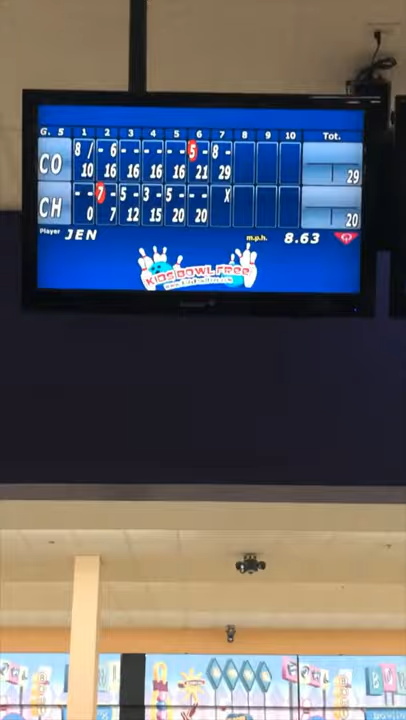 G. 5 1 2 3 4 5 6 7 8 9 10 Tot.
CO 8 / - 6 - - - - - - 5 - 8 -
10 16 16 16 16 21 29 29
CH - - 7 - 5 - 3 - 5 - - - X
0 7 12 15 20 20 20
Player JEN m.p.h. 8.63
KIDS BOWL FREE